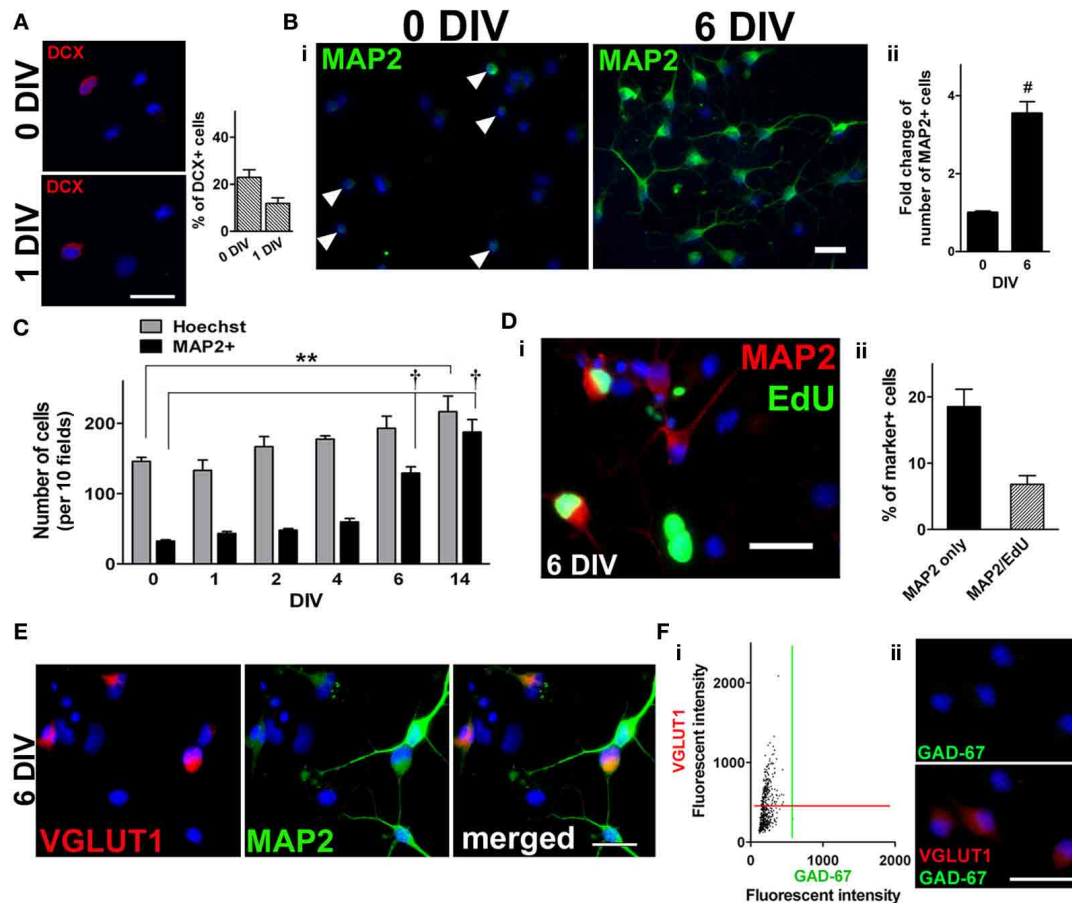 A
DCX
0 DIV
DCX
1 DIV
% of DCX+ cells
40
20
0
0 DIV
1 DIV
B
0 DIV
6 DIV
i
MAP2
MAP2
ii
Fold change of
number of MAP2+ cells
4
2
0
#
0
6
DIV
C
Hoechst
MAP2+
**
†
†
Number of cells
(per 10 fields)
200
100
0
0
1
2
4
6
14
DIV
D
i
MAP2
EdU
6 DIV
ii
% of marker+ cells
20
10
0
MAP2 only
MAP2/EdU
E
6 DIV
VGLUT1
MAP2
merged
F
i
VGLUT1
Fluorescent intensity
2000
1000
0
0
1000
2000
GAD-67
Fluorescent intensity
ii
GAD-67
VGLUT1
GAD-67